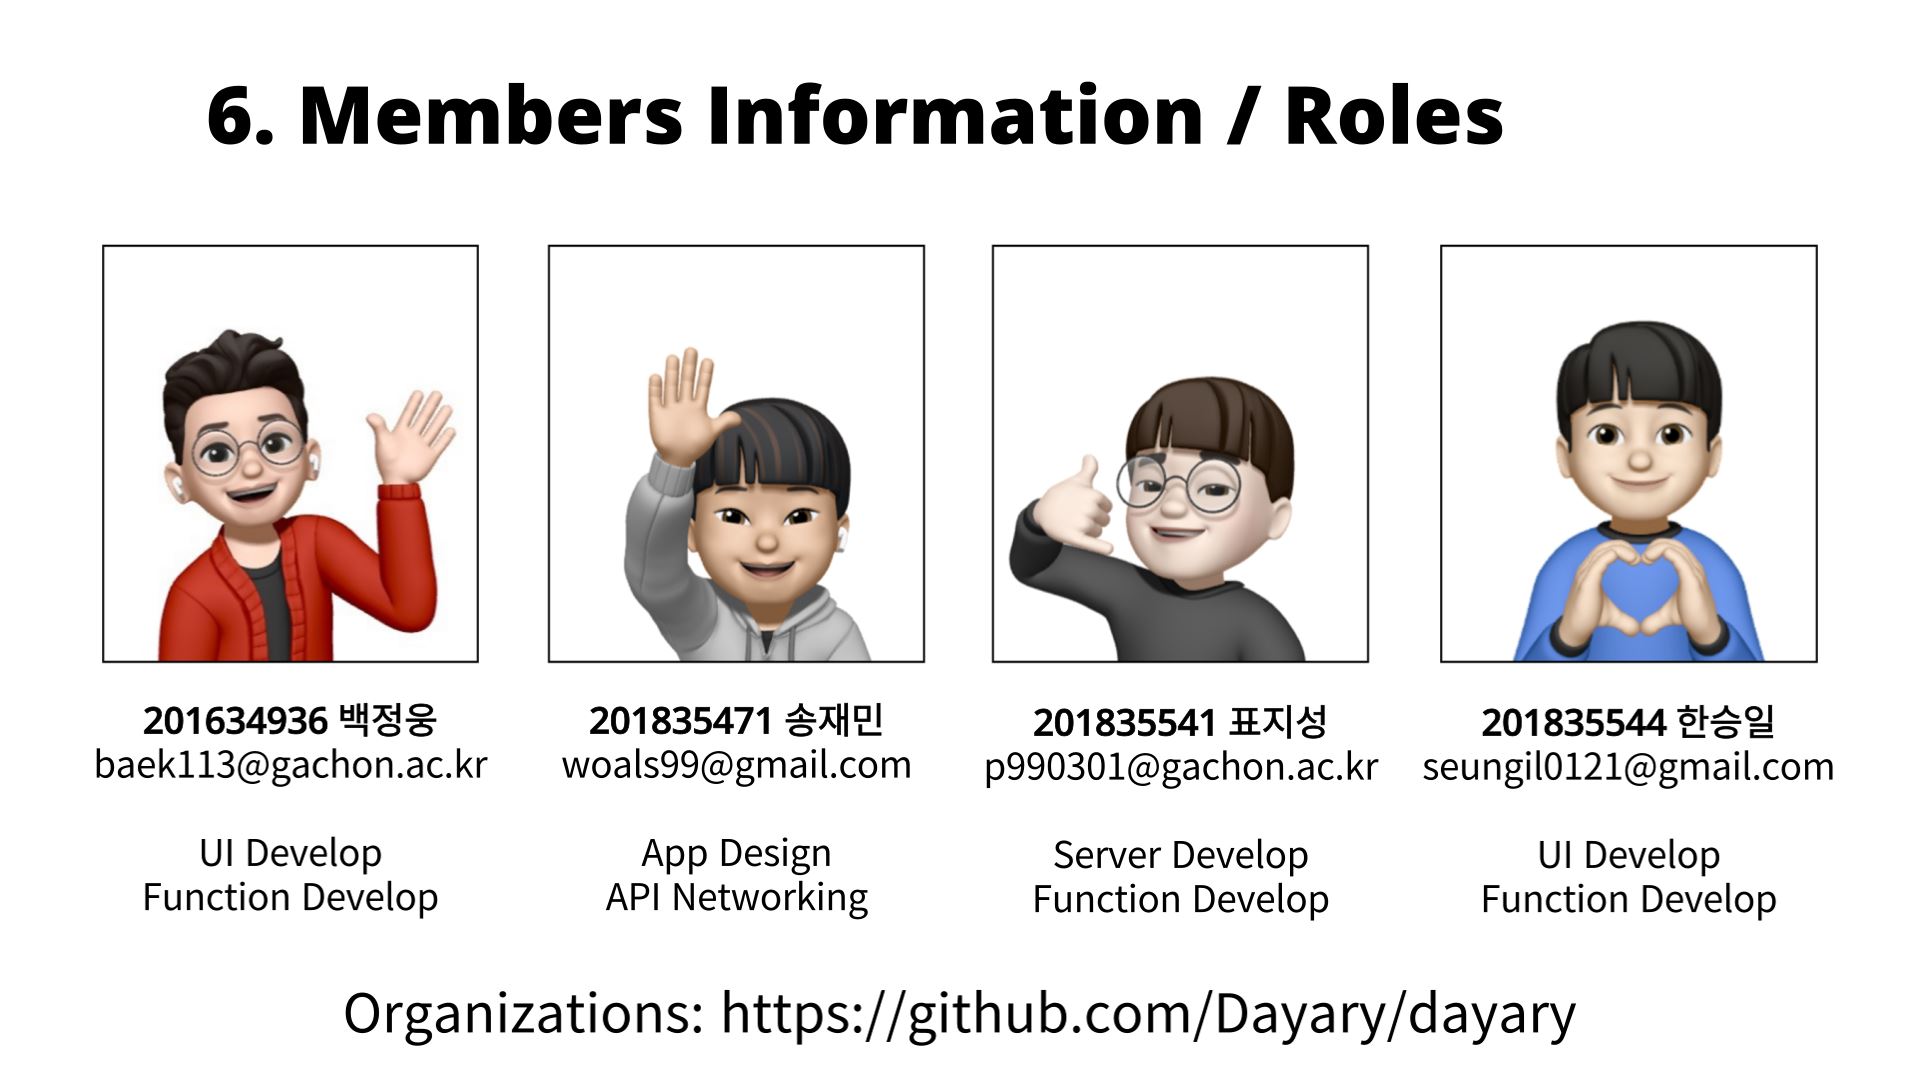 6. Members Information / Roles
201634936 백정웅
baek113@gachon.ac.kr
UI Develop
Function Develop
201835471 송재민
woals99@gmail.com
App Design
API Networking
201835541 표지성
p990301@gachon.ac.kr
Server Develop
Function Develop
201835544 한승일
seungil0121@gmail.com
UI Develop
Function Develop
Organizations: https://github.com/Dayary/dayary